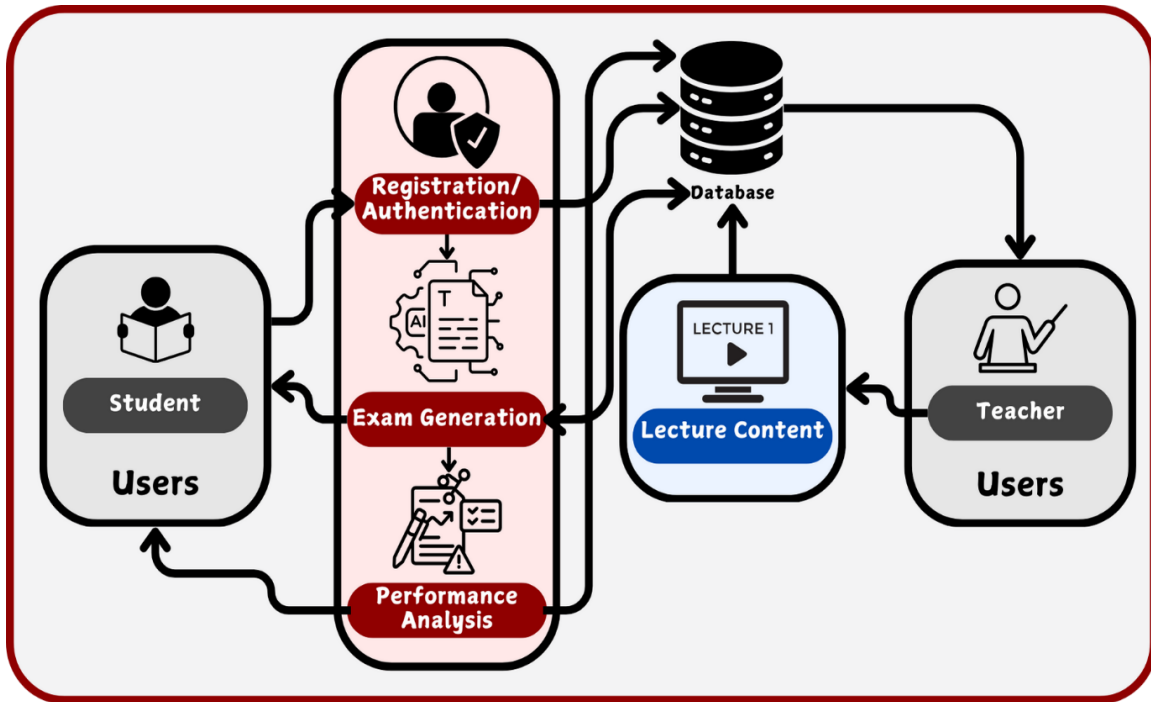 Registration/
Authentication
Database
AI
T
LECTURE 1
Student
Exam Generation
Lecture Content
Teacher
Users
Users
Performance
Analysis